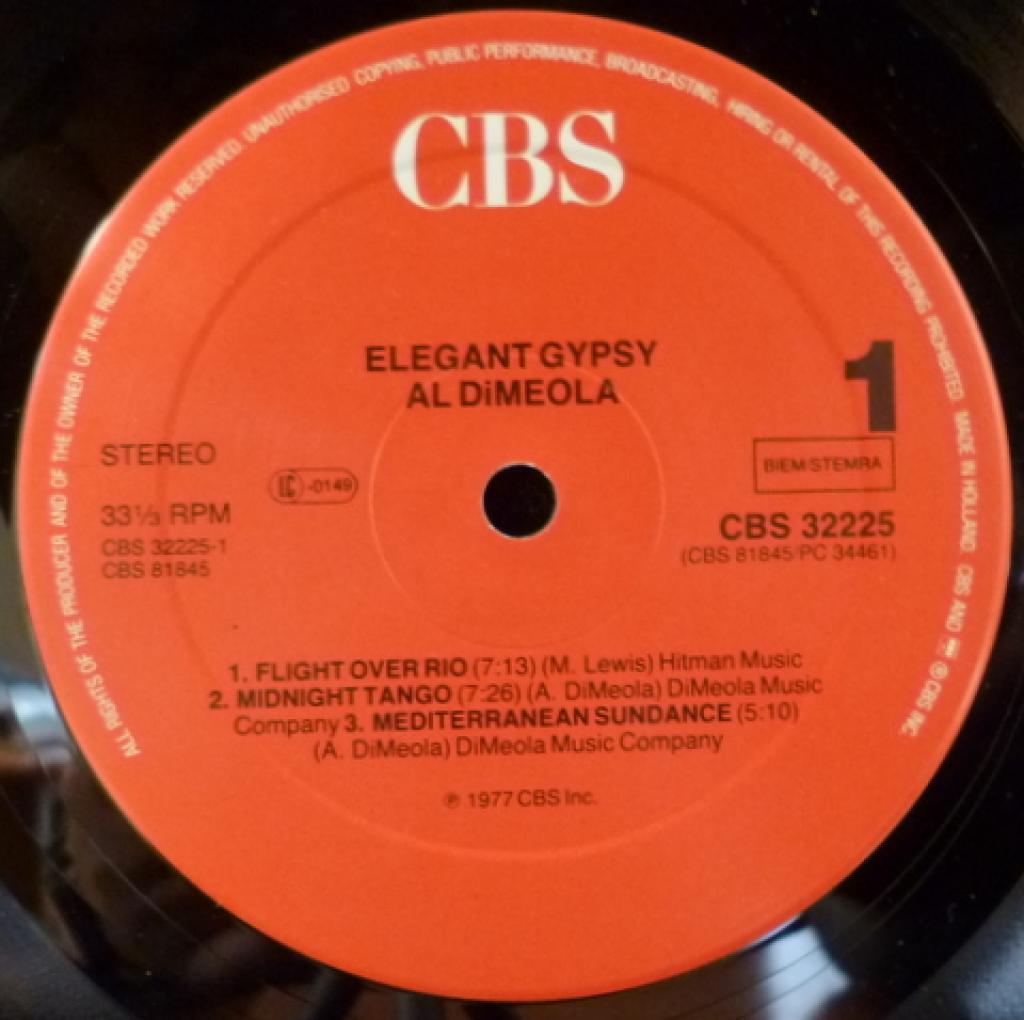 ALL RIGHTS OF THE PRODUCER AND OF THE OWNER OF THE RECORDED WORK RESERVED. UNAUTHORISED COPYING, PUBLIC PERFORMANCE, BROADCASTING, HIRING OR RENTAL OF THIS RECORDING PROHIBITED MADE IN HOLLAND CBS AND ℗ CBS INC.
CBS
ELEGANT GYPSY
AL DiMEOLA
1
STEREO
BIEM/STEMRA
LC -0149
33⅓ RPM
CBS 32225
CBS 32225-1
(CBS 81845/PC 34461)
CBS 81845
1. FLIGHT OVER RIO (7:13) (M. Lewis) Hitman Music
2. MIDNIGHT TANGO (7:26) (A. DiMeola) DiMeola Music
Company 3. MEDITERRANEAN SUNDANCE (5:10)
(A. DiMeola) DiMeola Music Company
℗ 1977 CBS Inc.